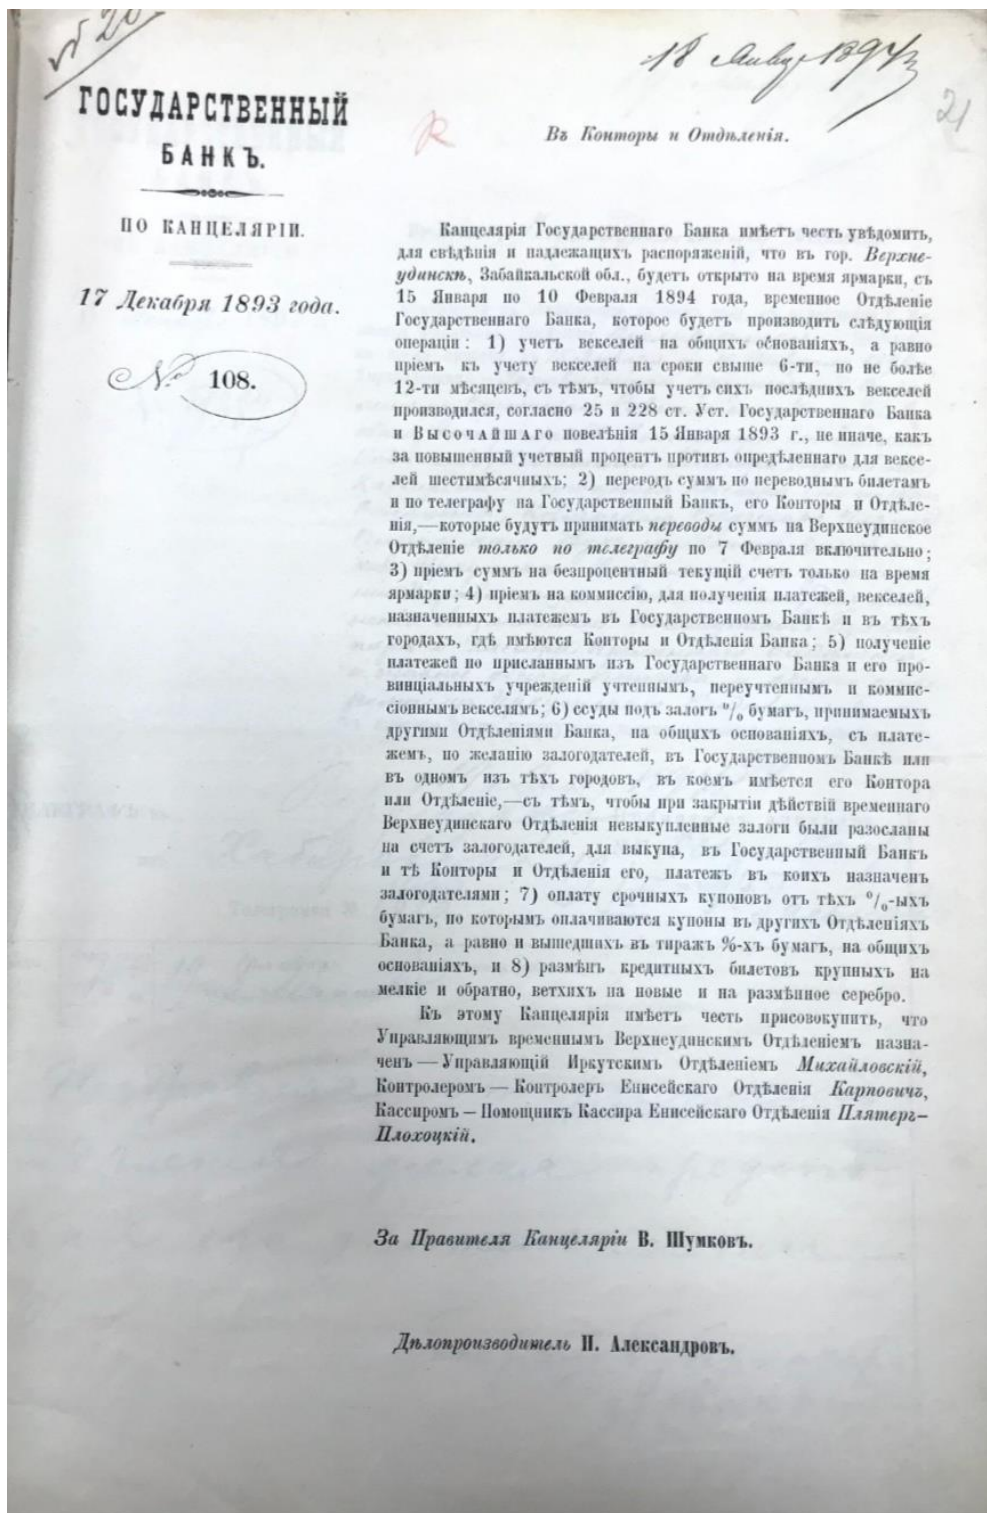 № 20
18 Янву 1894
21
ГОСУДАРСТВЕННЫЙ
БАНКЪ.
ПО КАНЦЕЛЯРІИ.
17 Декабря 1893 года.
№ 108.
Въ Конторы и Отдѣленія.
Канцелярія Государственнаго Банка имѣетъ честь увѣдомить,
для свѣдѣнія и надлежащихъ распоряженій, что въ гор. Верхне-
удинскѣ, Забайкальской обл., будетъ открыто на время ярмарки, съ
15 Января по 10 Февраля 1894 года, временное Отдѣленіе
Государственнаго Банка, которое будетъ производить слѣдующія
операціи: 1) учетъ векселей на общихъ основаніяхъ, а равно
пріемъ къ учету векселей на сроки свыше 6-ти, но не болѣе
12-ти мѣсяцевъ, съ тѣмъ, чтобы учетъ сихъ послѣднихъ векселей
производился, согласно 25 и 228 ст. Уст. Государственнаго Банка
и Высочайшаго повелѣнія 15 Января 1893 г., не иначе, какъ
за повышенный учетный процентъ противъ опредѣленнаго для вексе-
лей шестимѣсячныхъ; 2) переводъ суммъ по переводнымъ билетамъ
и по телеграфу на Государственный Банкъ, его Конторы и Отдѣле-
нія,—которые будутъ принимать переводы суммъ на Верхнеудинское
Отдѣленіе только по телеграфу по 7 Февраля включительно;
3) пріемъ суммъ на безпроцентный текущій счетъ только на время
ярмарки; 4) пріемъ на коммиссію, для полученія платежей, векселей,
назначенныхъ платежемъ въ Государственномъ Банкѣ и въ тѣхъ
городахъ, гдѣ имѣются Конторы и Отдѣленія Банка; 5) полученіе
платежей по присланнымъ изъ Государственнаго Банка и его про-
винціальныхъ учрежденій учтеннымъ, переучтеннымъ и коммис-
сіоннымъ векселямъ; 6) ссуды подъ залогъ % бумагъ, принимаемыхъ
другими Отдѣленіями Банка, на общихъ основаніяхъ, съ плате-
жемъ, по желанію залогодателей, въ Государственномъ Банкѣ или
въ одномъ изъ тѣхъ городовъ, въ коемъ имѣется его Контора
или Отдѣленіе,—съ тѣмъ, чтобы при закрытіи дѣйствій временнаго
Верхнеудинскаго Отдѣленія невыкупленные залоги были разосланы
на счетъ залогодателей, для выкупа, въ Государственный Банкъ
и тѣ Конторы и Отдѣленія его, платежъ въ коихъ назначенъ
залогодателями; 7) оплату срочныхъ купоновъ отъ тѣхъ %-ыхъ
бумагъ, по которымъ оплачиваются купоны въ другихъ Отдѣленіяхъ
Банка, а равно и вышедшихъ въ тиражъ %-хъ бумагъ, на общихъ
основаніяхъ, и 8) размѣнъ кредитныхъ билетовъ крупныхъ на
мелкіе и обратно, ветхихъ на новые и на размѣнное серебро.
Къ этому Канцелярія имѣетъ честь присовокупить, что
Управляющимъ временнымъ Верхнеудинскимъ Отдѣленіемъ назна-
ченъ — Управляющій Иркутскимъ Отдѣленіемъ Михайловскій,
Контролеромъ — Контролеръ Енисейскаго Отдѣленія Карповичъ,
Кассиромъ — Помощникъ Кассира Енисейскаго Отдѣленія Плятеръ-
Плохоцкій.
За Правителя Канцеляріи В. Шумковъ.
Дѣлопроизводитель И. Александровъ.